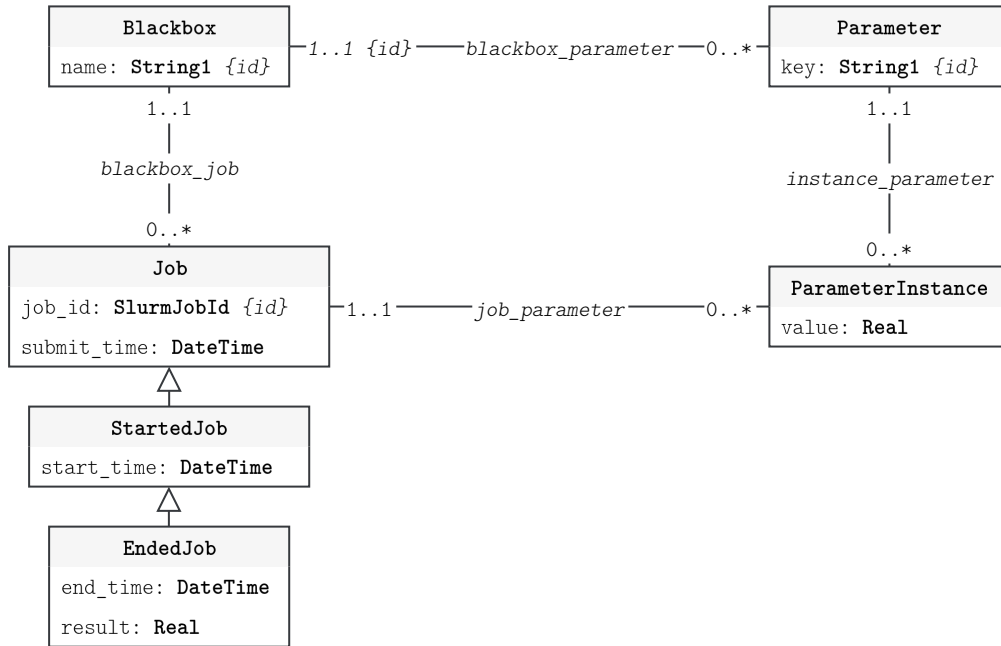 Blackbox
name: String1 {id}
1..1 {id}
blackbox_parameter
0..*
Parameter
key: String1 {id}
1..1
blackbox_job
0..*
1..1
instance_parameter
0..*
Job
job_id: SlurmJobId {id}
submit_time: DateTime
1..1
job_parameter
0..*
ParameterInstance
value: Real
StartedJob
start_time: DateTime
EndedJob
end_time: DateTime
result: Real